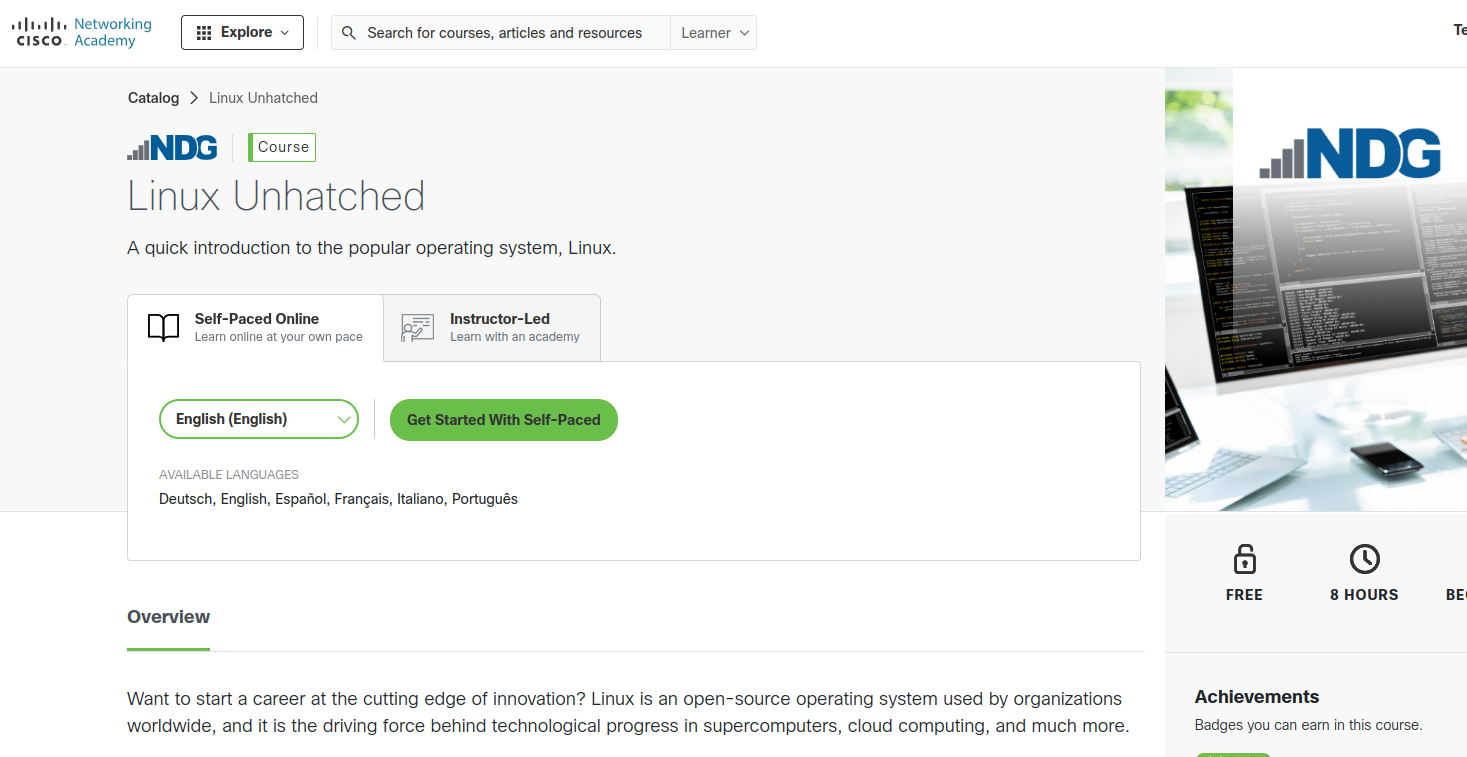 Networking
CISCO Academy
Explore
Search for courses, articles and resources
Learner
Catalog
Linux Unhatched
NDG
Course
NDG
Linux Unhatched
A quick introduction to the popular operating system, Linux.
Self-Paced Online
Learn online at your own pace
Instructor-Led
Learn with an academy
English (English)
Get Started With Self-Paced
AVAILABLE LANGUAGES
Deutsch, English, Español, Français, Italiano, Português
FREE
8 HOURS
Overview
Want to start a career at the cutting edge of innovation? Linux is an open-source operating system used by organizations
worldwide, and it is the driving force behind technological progress in supercomputers, cloud computing, and much more.
Achievements
Badges you can earn in this course.